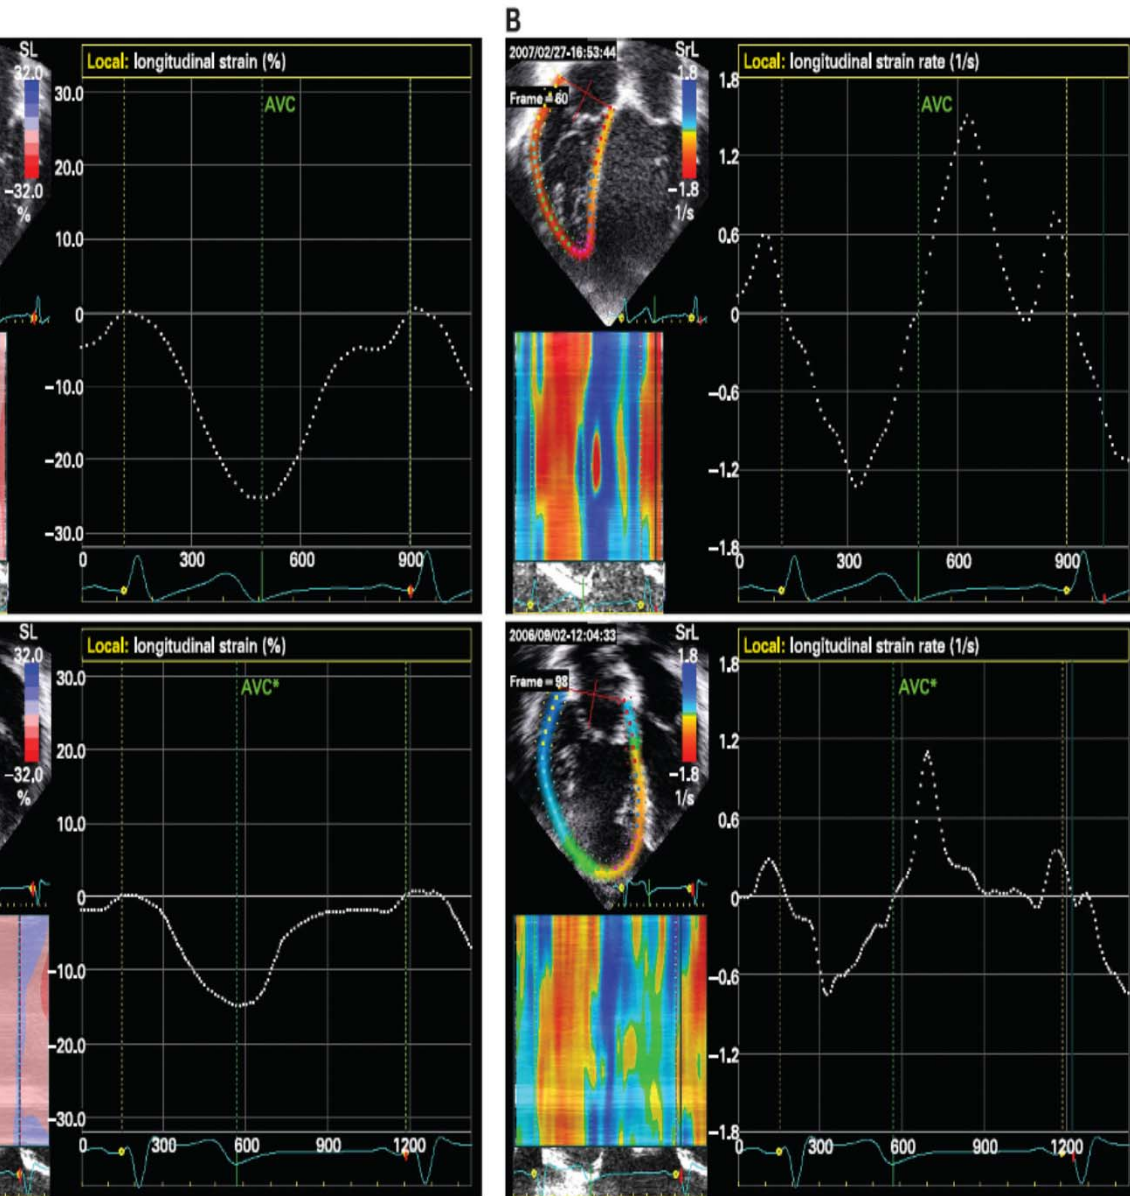 B
SL
32.0
-32.0
%
Local: longitudinal strain (%)
30.0
20.0
10.0
0
-10.0
-20.0
-30.0
AVC
0 300 600 900
2007/02/27-16:53:44
Frame = 60
SrL
1.8
-1.8
1/s
Local: longitudinal strain rate (1/s)
1.8
1.2
0.6
0
-0.6
-1.2
-1.8
AVC
0 300 600 900
SL
32.0
-32.0
%
Local: longitudinal strain (%)
30.0
20.0
10.0
0
-10.0
-20.0
-30.0
AVC*
0 300 600 900 1200
2006/09/02-12:04:33
Frame = 98
SrL
1.8
-1.8
1/s
Local: longitudinal strain rate (1/s)
1.8
1.2
0.6
0
-0.6
-1.2
-1.8
AVC*
0 300 600 900 1200